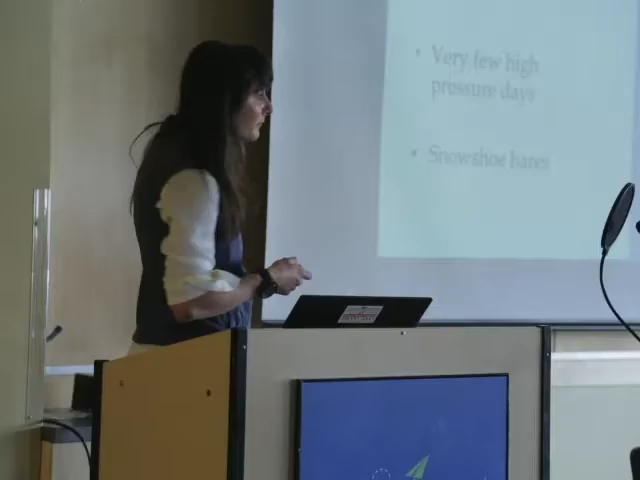 • Very few high
pressure days
• Snowshoe hares